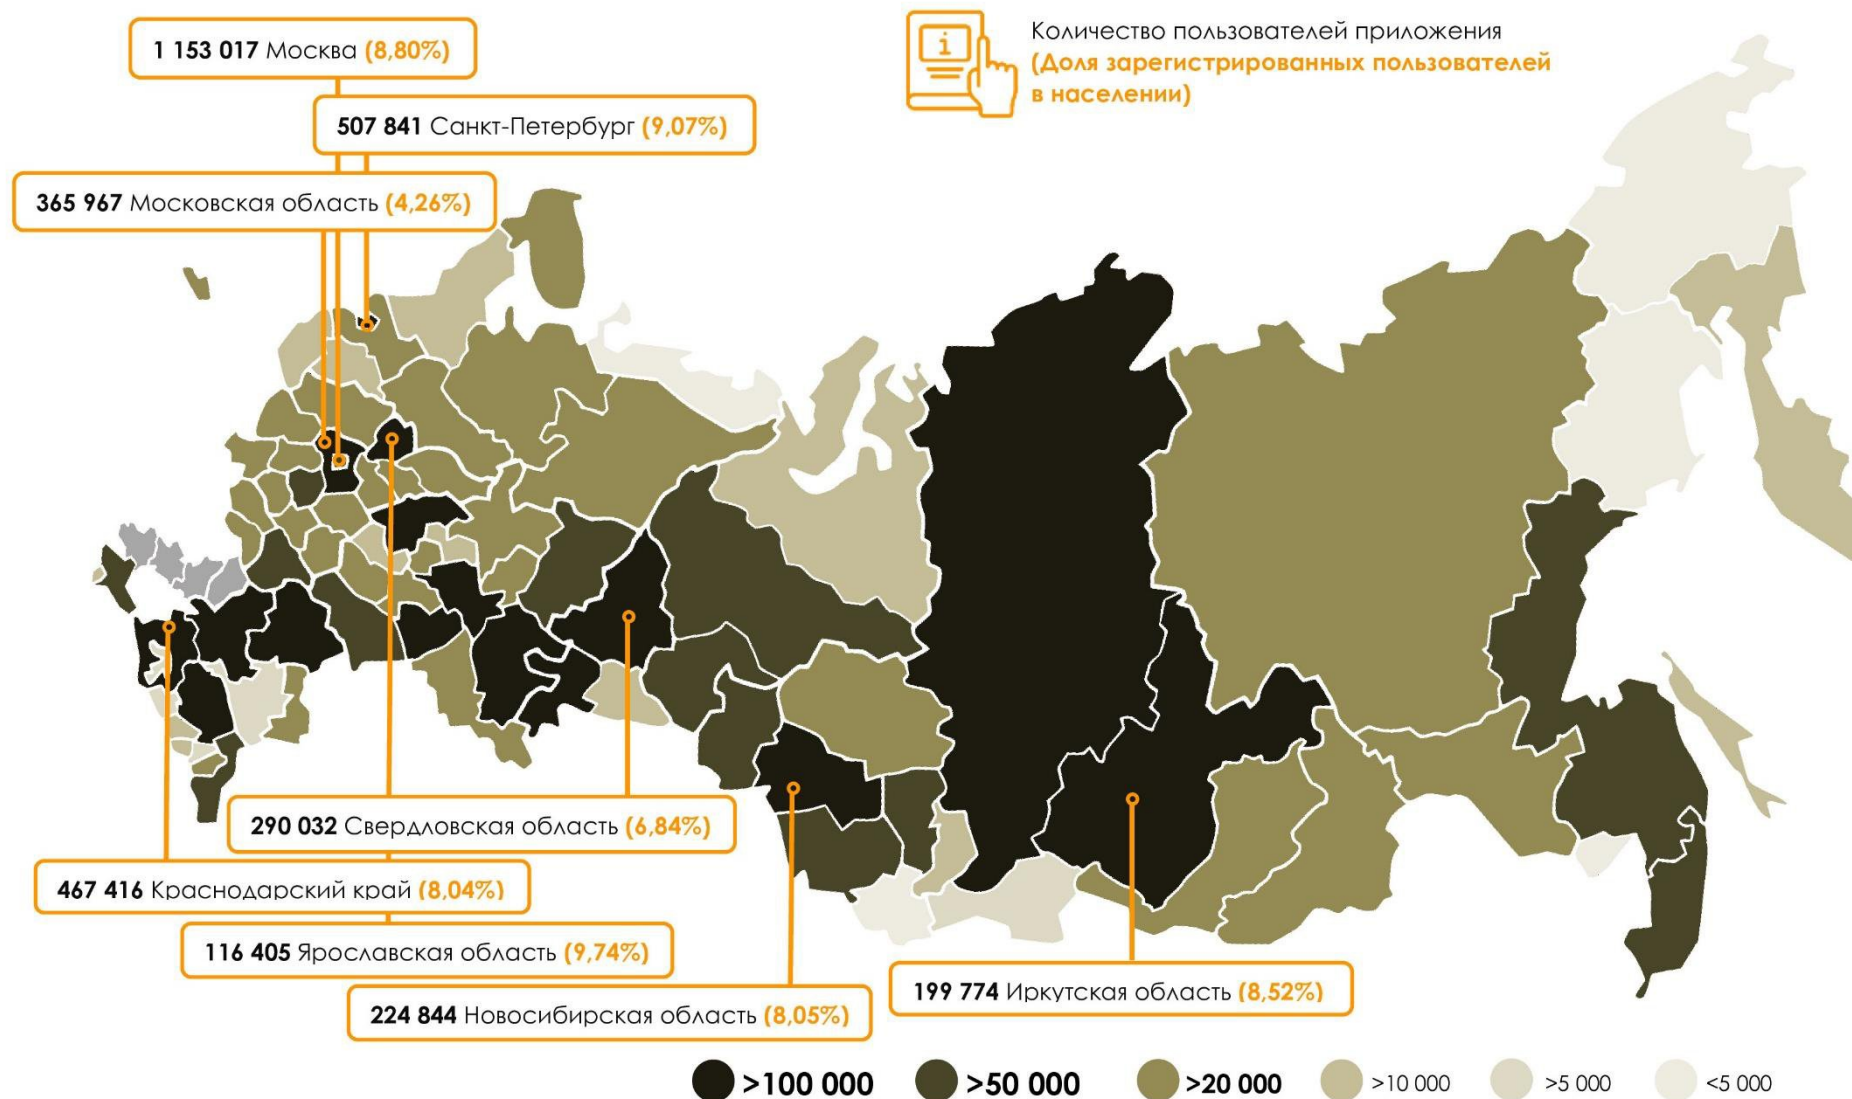 1 153 017 Москва (8,80%)
507 841 Санкт-Петербург (9,07%)
365 967 Московская область (4,26%)
i
Количество пользователей приложения
(Доля зарегистрированных пользователей
в населении)
290 032 Свердловская область (6,84%)
467 416 Краснодарский край (8,04%)
116 405 Ярославская область (9,74%)
224 844 Новосибирская область (8,05%)
199 774 Иркутская область (8,52%)
>100 000 >50 000 >20 000 >10 000 >5 000 <5 000